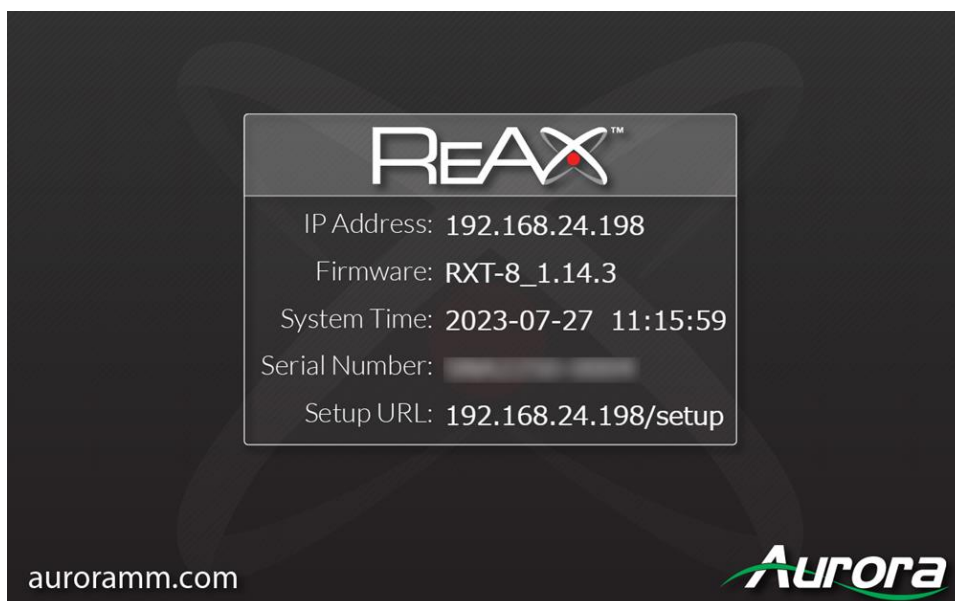 REAX™
IP Address: 192.168.24.198
Firmware: RXT-8_1.14.3
System Time: 2023-07-27 11:15:59
Serial Number:
Setup URL: 192.168.24.198/setup
auroramm.com
Aurora